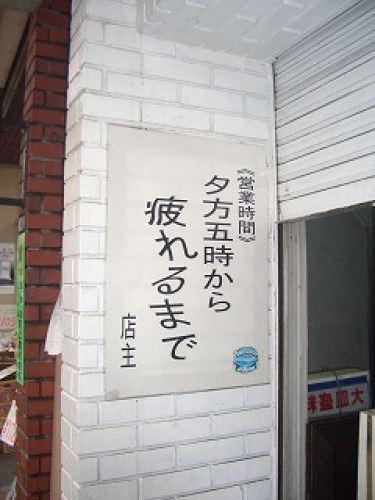 《営業時間》
夕方五時から
疲れるまで
店主